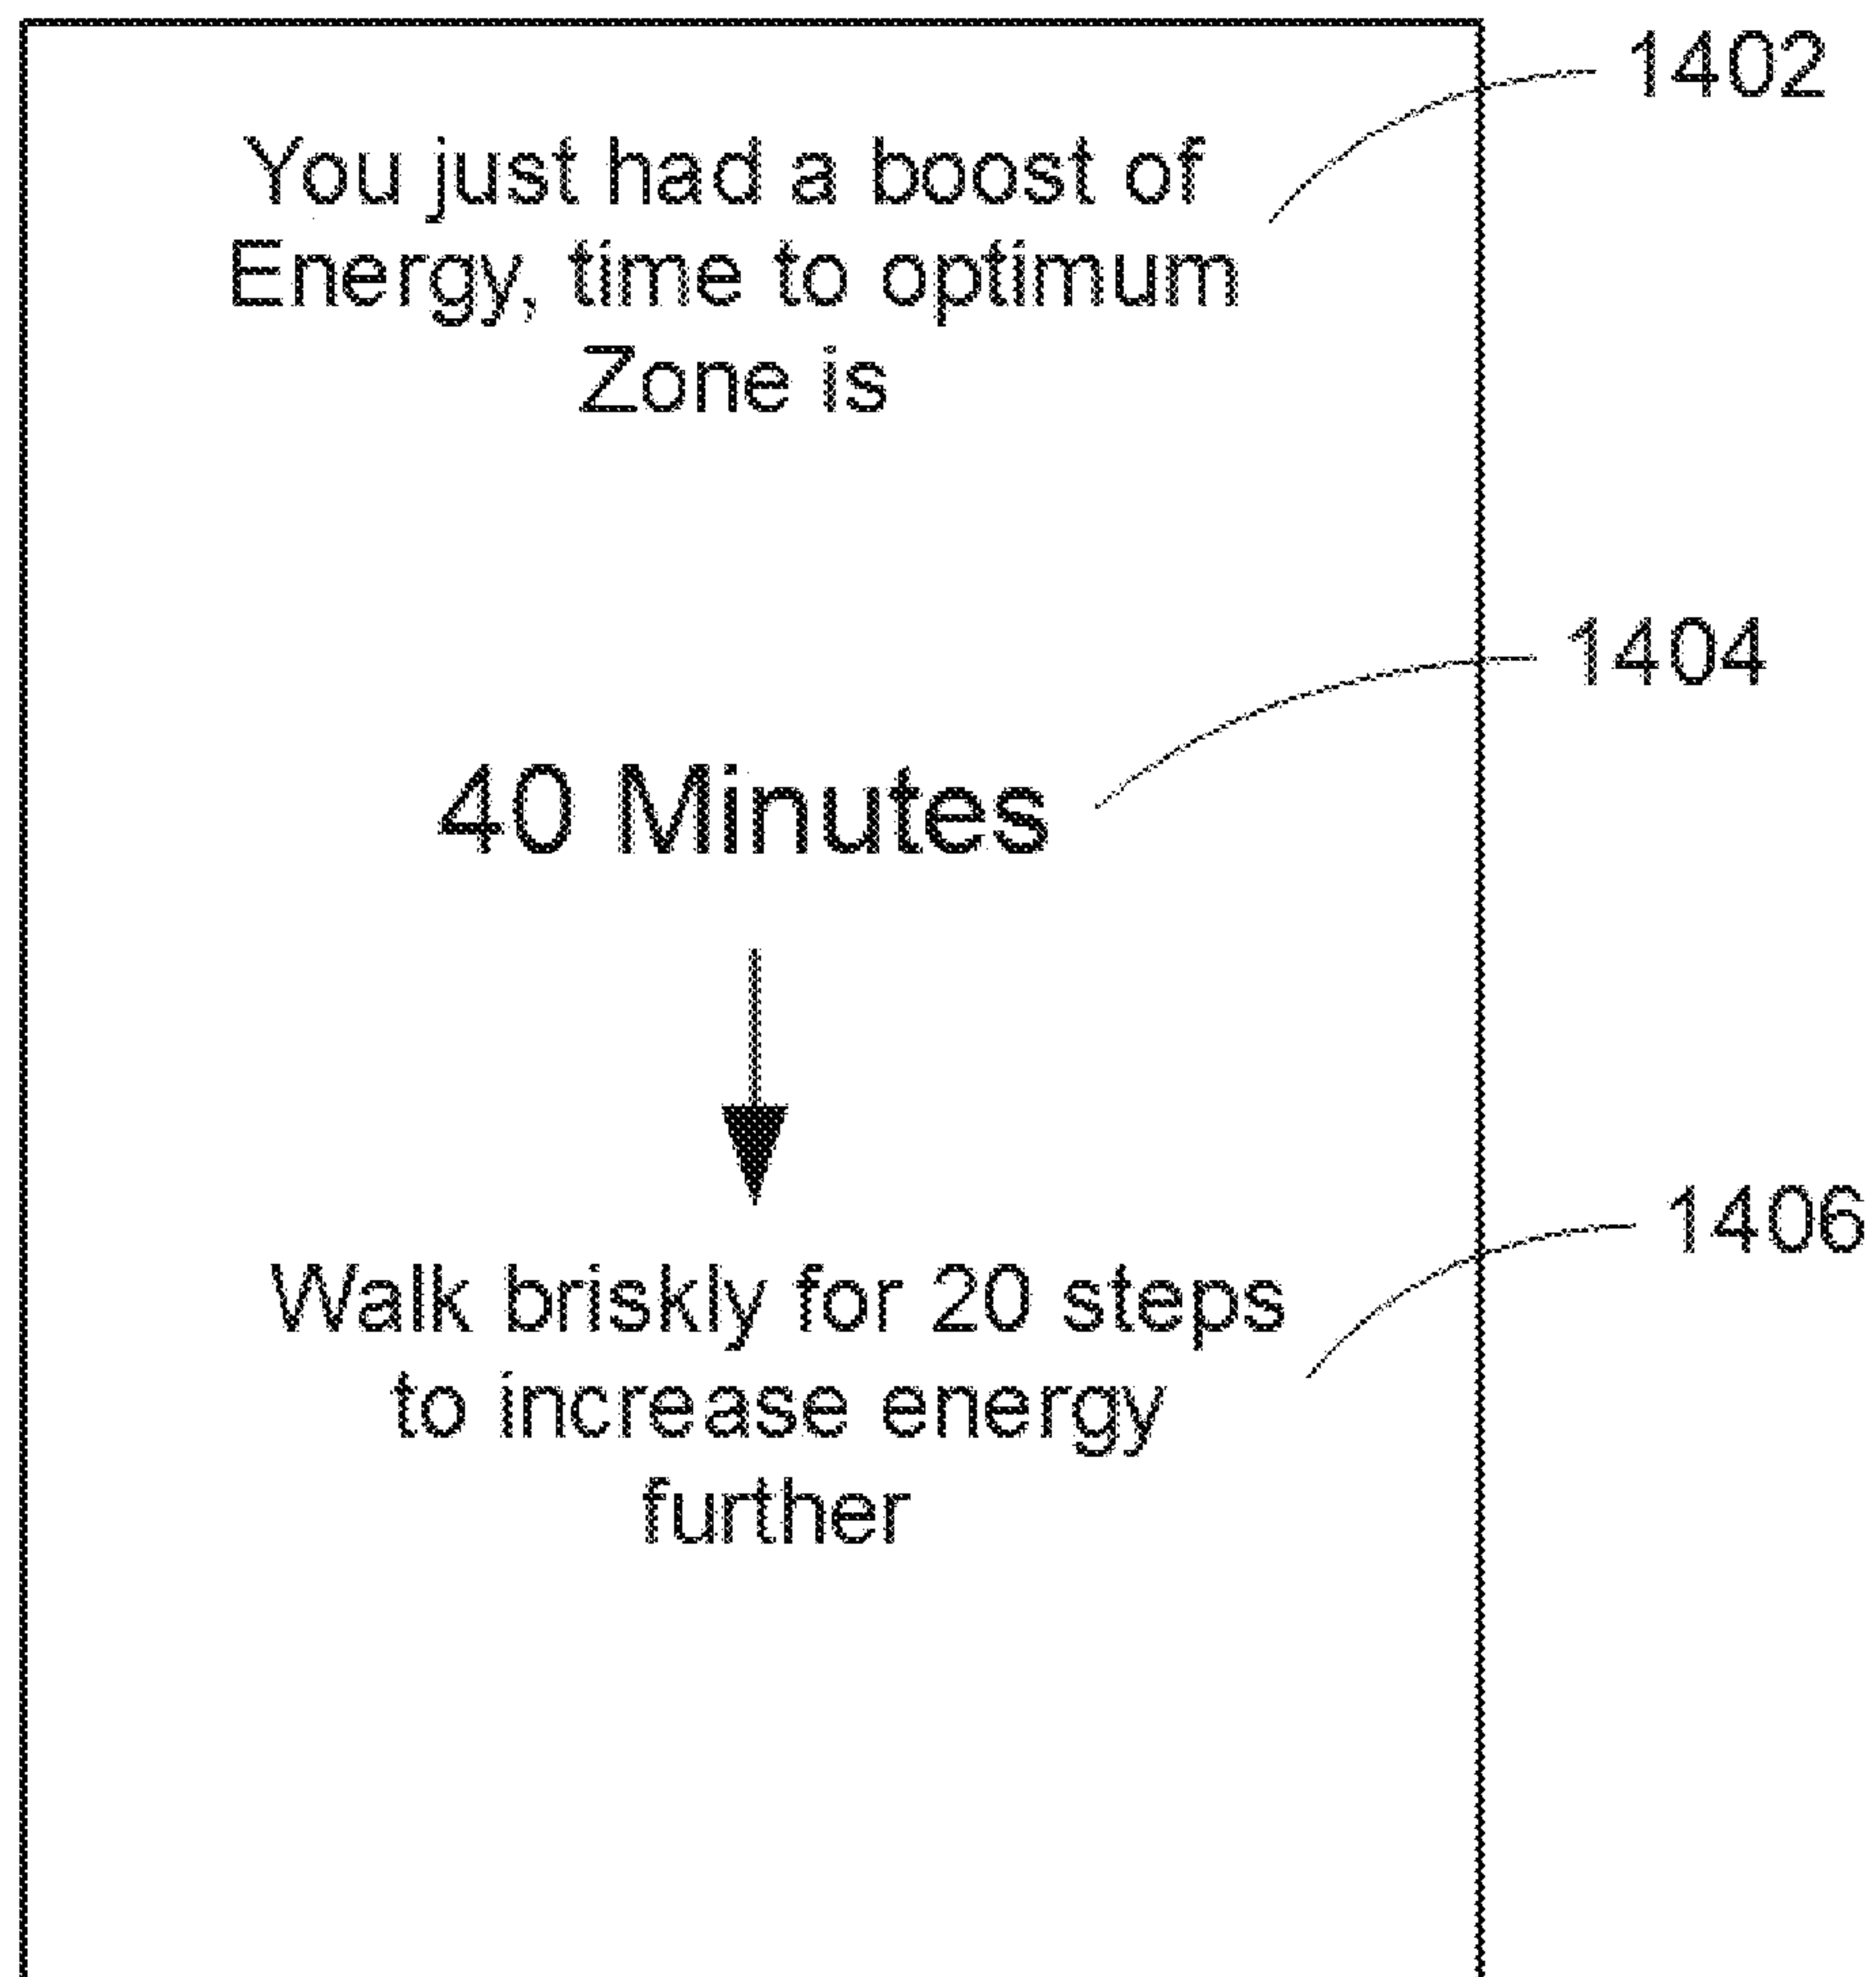 1402
You just had a boost of
Energy, time to optimum
Zone is
1404
40 Minutes
1406
Walk briskly for 20 steps
to increase energy
further